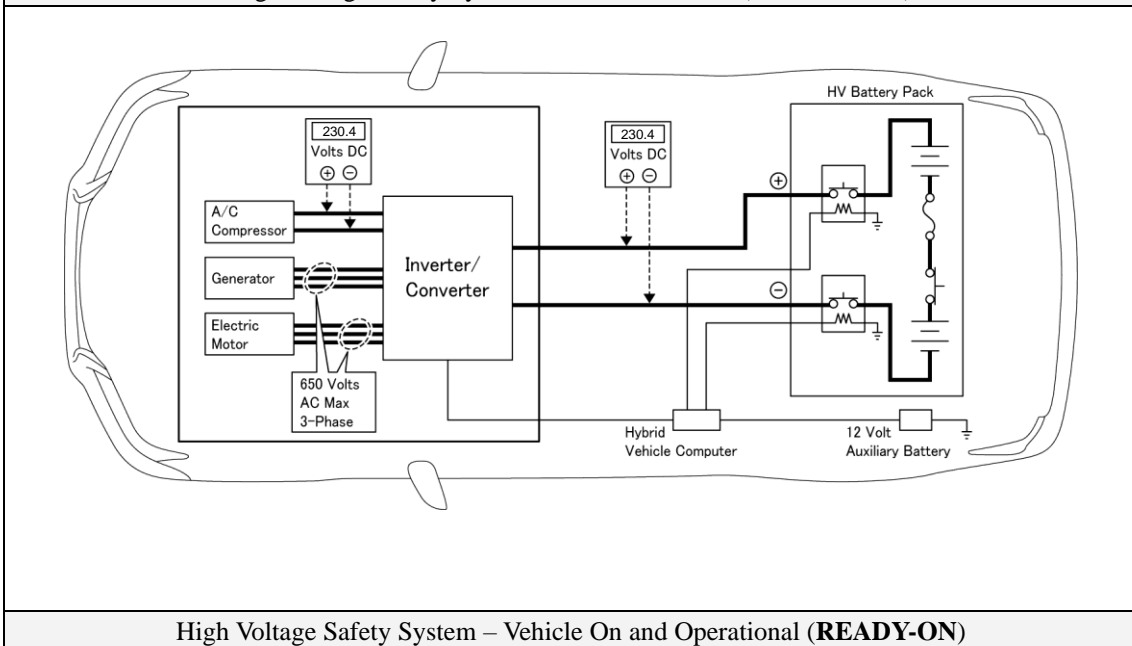 HV Battery Pack
230.4
Volts DC
⊕ ⊖
230.4
Volts DC
⊕ ⊖
⊕
A/C
Compressor
Generator
Inverter/
Converter
⊖
Electric
Motor
650 Volts
AC Max
3-Phase
Hybrid
Vehicle Computer
12 Volt
Auxiliary Battery
High Voltage Safety System – Vehicle On and Operational (READY-ON)